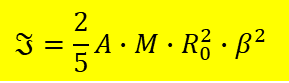 ℑ = 2/5 A · M · R₀² · β²